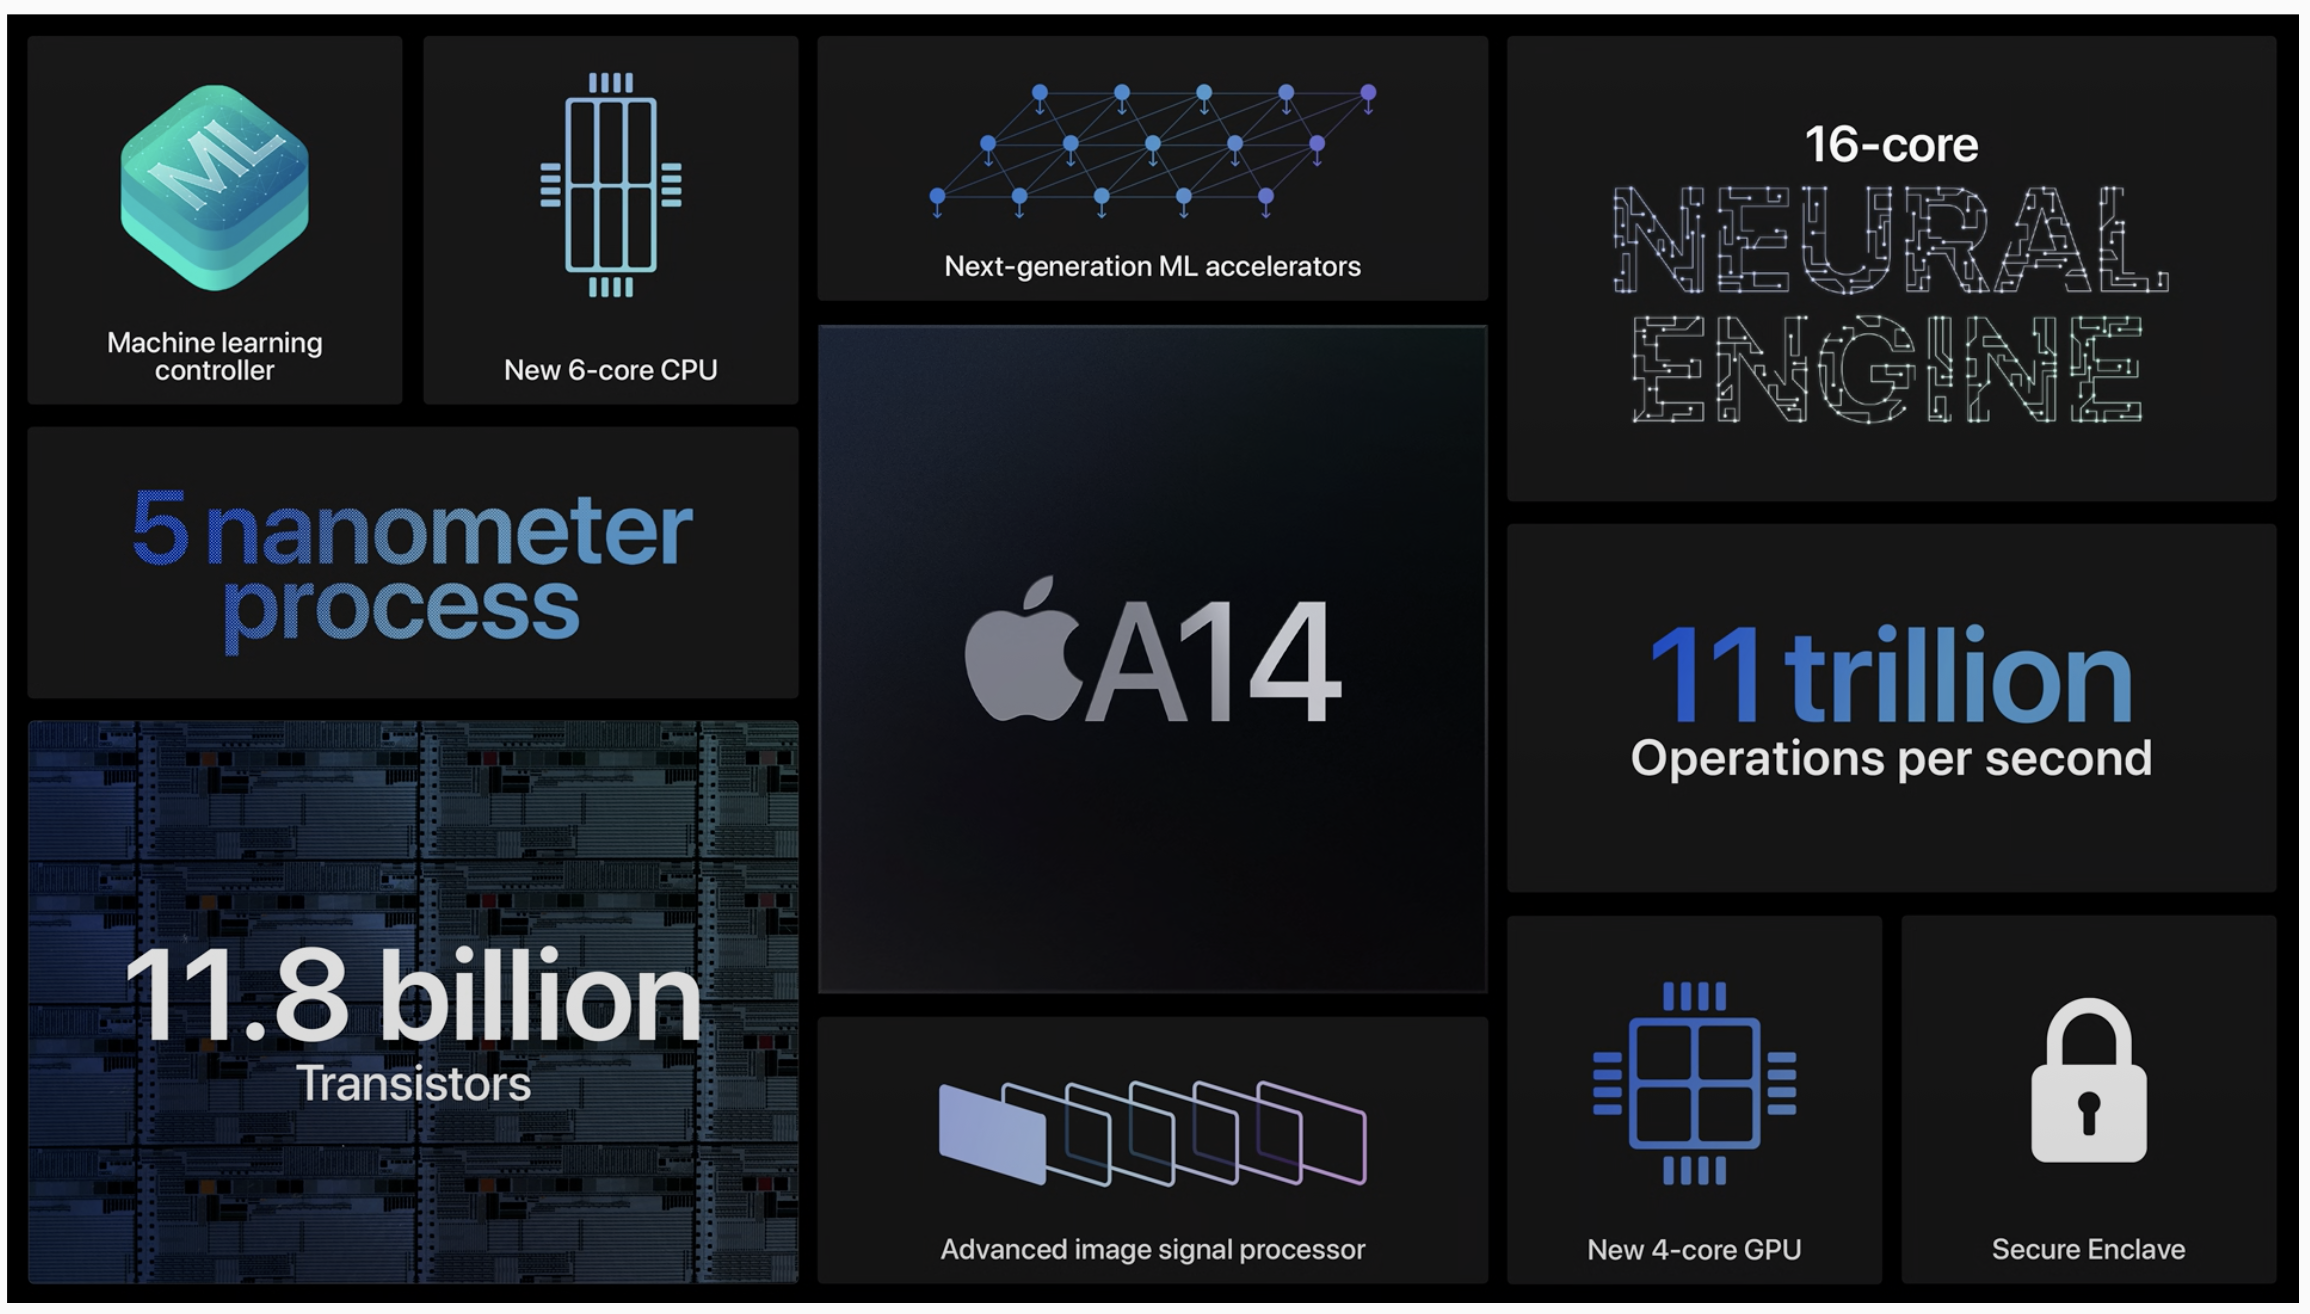 ML
Machine learning
controller
New 6-core CPU
Next-generation ML accelerators
16-core
NEURAL
ENGINE
5 nanometer
process
A14
11 trillion
Operations per second
11.8 billion
Transistors
Advanced image signal processor
New 4-core GPU
Secure Enclave